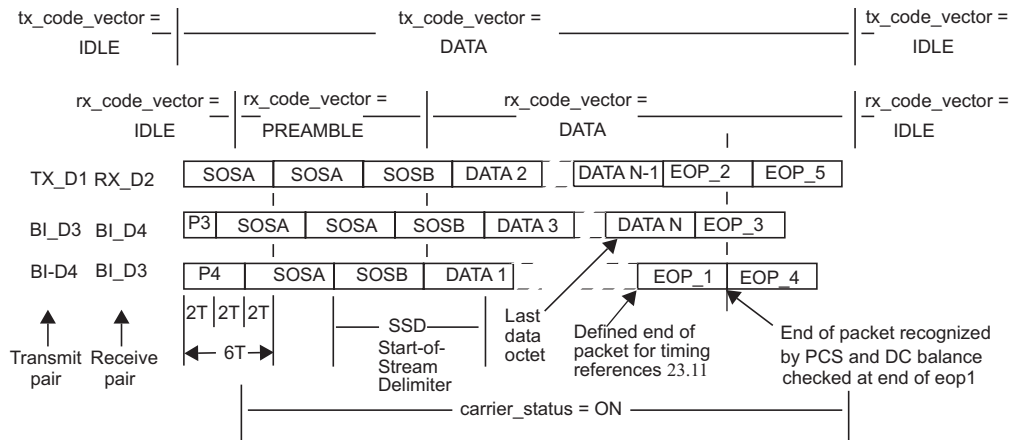 tx_code_vector = tx_code_vector = tx_code_vector =
IDLE DATA IDLE
rx_code_vector = rx_code_vector = rx_code_vector = rx_code_vector =
IDLE PREAMBLE DATA IDLE
TX_D1 RX_D2 SOSA SOSA SOSB DATA 2 DATA N-1 EOP_2 EOP_5
BI_D3 BI_D4 P3 SOSA SOSA SOSB DATA 3 DATA N EOP_3
BI-D4 BI_D3 P4 SOSA SOSB DATA 1 EOP_1 EOP_4
2T 2T 2T
6T
Transmit
pair
Receive
pair
SSD
Start-of-
Stream
Delimiter
Last
data
octet
Defined end of
packet for timing
references 23.11
End of packet recognized
by PCS and DC balance
checked at end of eop1
carrier_status = ON